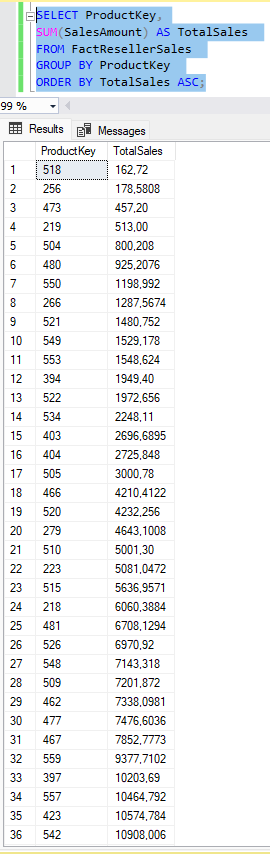 SELECT ProductKey,
SUM(SalesAmount) AS TotalSales
FROM FactResellerSales
GROUP BY ProductKey
ORDER BY TotalSales ASC;
99 %
Results Messages
ProductKey TotalSales
1 518 162,72
2 256 178,5808
3 473 457,20
4 219 513,00
5 504 800,208
6 480 925,2076
7 550 1198,992
8 266 1287,5674
9 521 1480,752
10 549 1529,178
11 553 1548,624
12 394 1949,40
13 522 1972,656
14 534 2248,11
15 403 2696,6895
16 404 2725,848
17 505 3000,78
18 466 4210,4122
19 520 4232,256
20 279 4643,1008
21 510 5001,30
22 223 5081,0472
23 515 5636,9571
24 218 6060,3884
25 481 6708,1294
26 526 6970,92
27 548 7143,318
28 509 7201,872
29 462 7338,0981
30 477 7476,6036
31 467 7852,7773
32 559 9377,7102
33 397 10203,69
34 557 10464,792
35 423 10574,784
36 542 10908,006